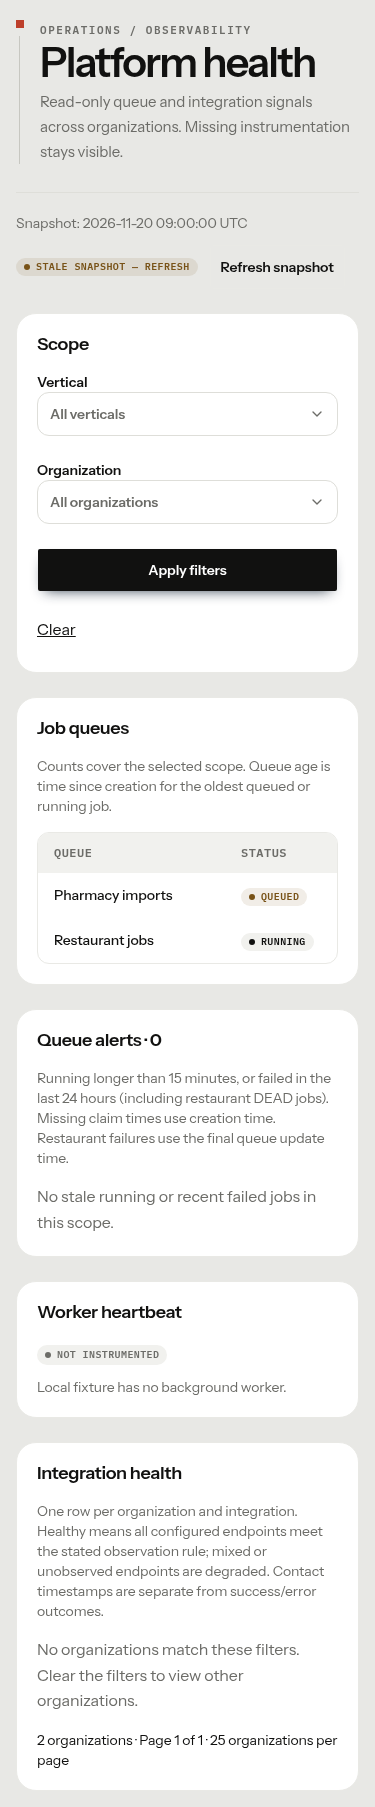 OPERATIONS / OBSERVABILITY
Platform health
Read-only queue and integration signals
across organizations. Missing instrumentation
stays visible.
Snapshot: 2026-11-20 09:00:00 UTC
STALE SNAPSHOT — REFRESH
Refresh snapshot
Scope
Vertical
All verticals
Organization
All organizations
Apply filters
Clear
Job queues
Counts cover the selected scope. Queue age is
time since creation for the oldest queued or
running job.
QUEUE STATUS
Pharmacy imports QUEUED
Restaurant jobs RUNNING
Queue alerts · 0
Running longer than 15 minutes, or failed in the
last 24 hours (including restaurant DEAD jobs).
Missing claim times use creation time.
Restaurant failures use the final queue update
time.
No stale running or recent failed jobs in
this scope.
Worker heartbeat
NOT INSTRUMENTED
Local fixture has no background worker.
Integration health
One row per organization and integration.
Healthy means all configured endpoints meet
the stated observation rule; mixed or
unobserved endpoints are degraded. Contact
timestamps are separate from success/error
outcomes.
No organizations match these filters.
Clear the filters to view other
organizations.
2 organizations · Page 1 of 1 · 25 organizations per
page